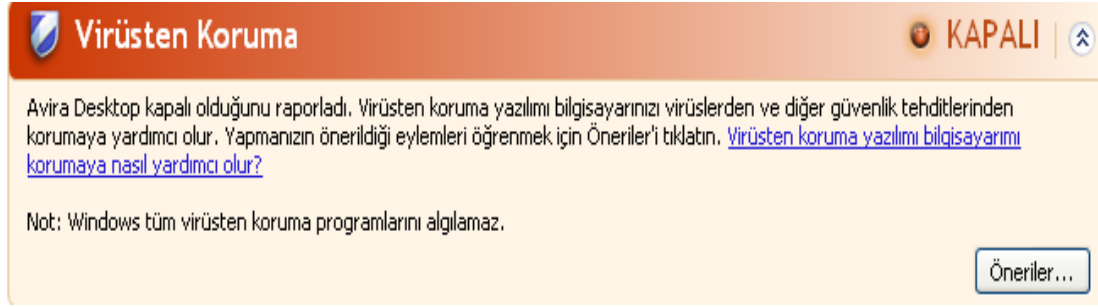 Virüsten Koruma
KAPALI
Avira Desktop kapalı olduğunu raporladı. Virüsten koruma yazılımı bilgisayarınızı virüslerden ve diğer güvenlik tehditlerinden
korumaya yardımcı olur. Yapmanızın önerildiği eylemleri öğrenmek için Öneriler'i tıklatın. Virüsten koruma yazılımı bilgisayarımı
korumaya nasıl yardımcı olur?
Not: Windows tüm virüsten koruma programlarını algılamaz.
Öneriler...